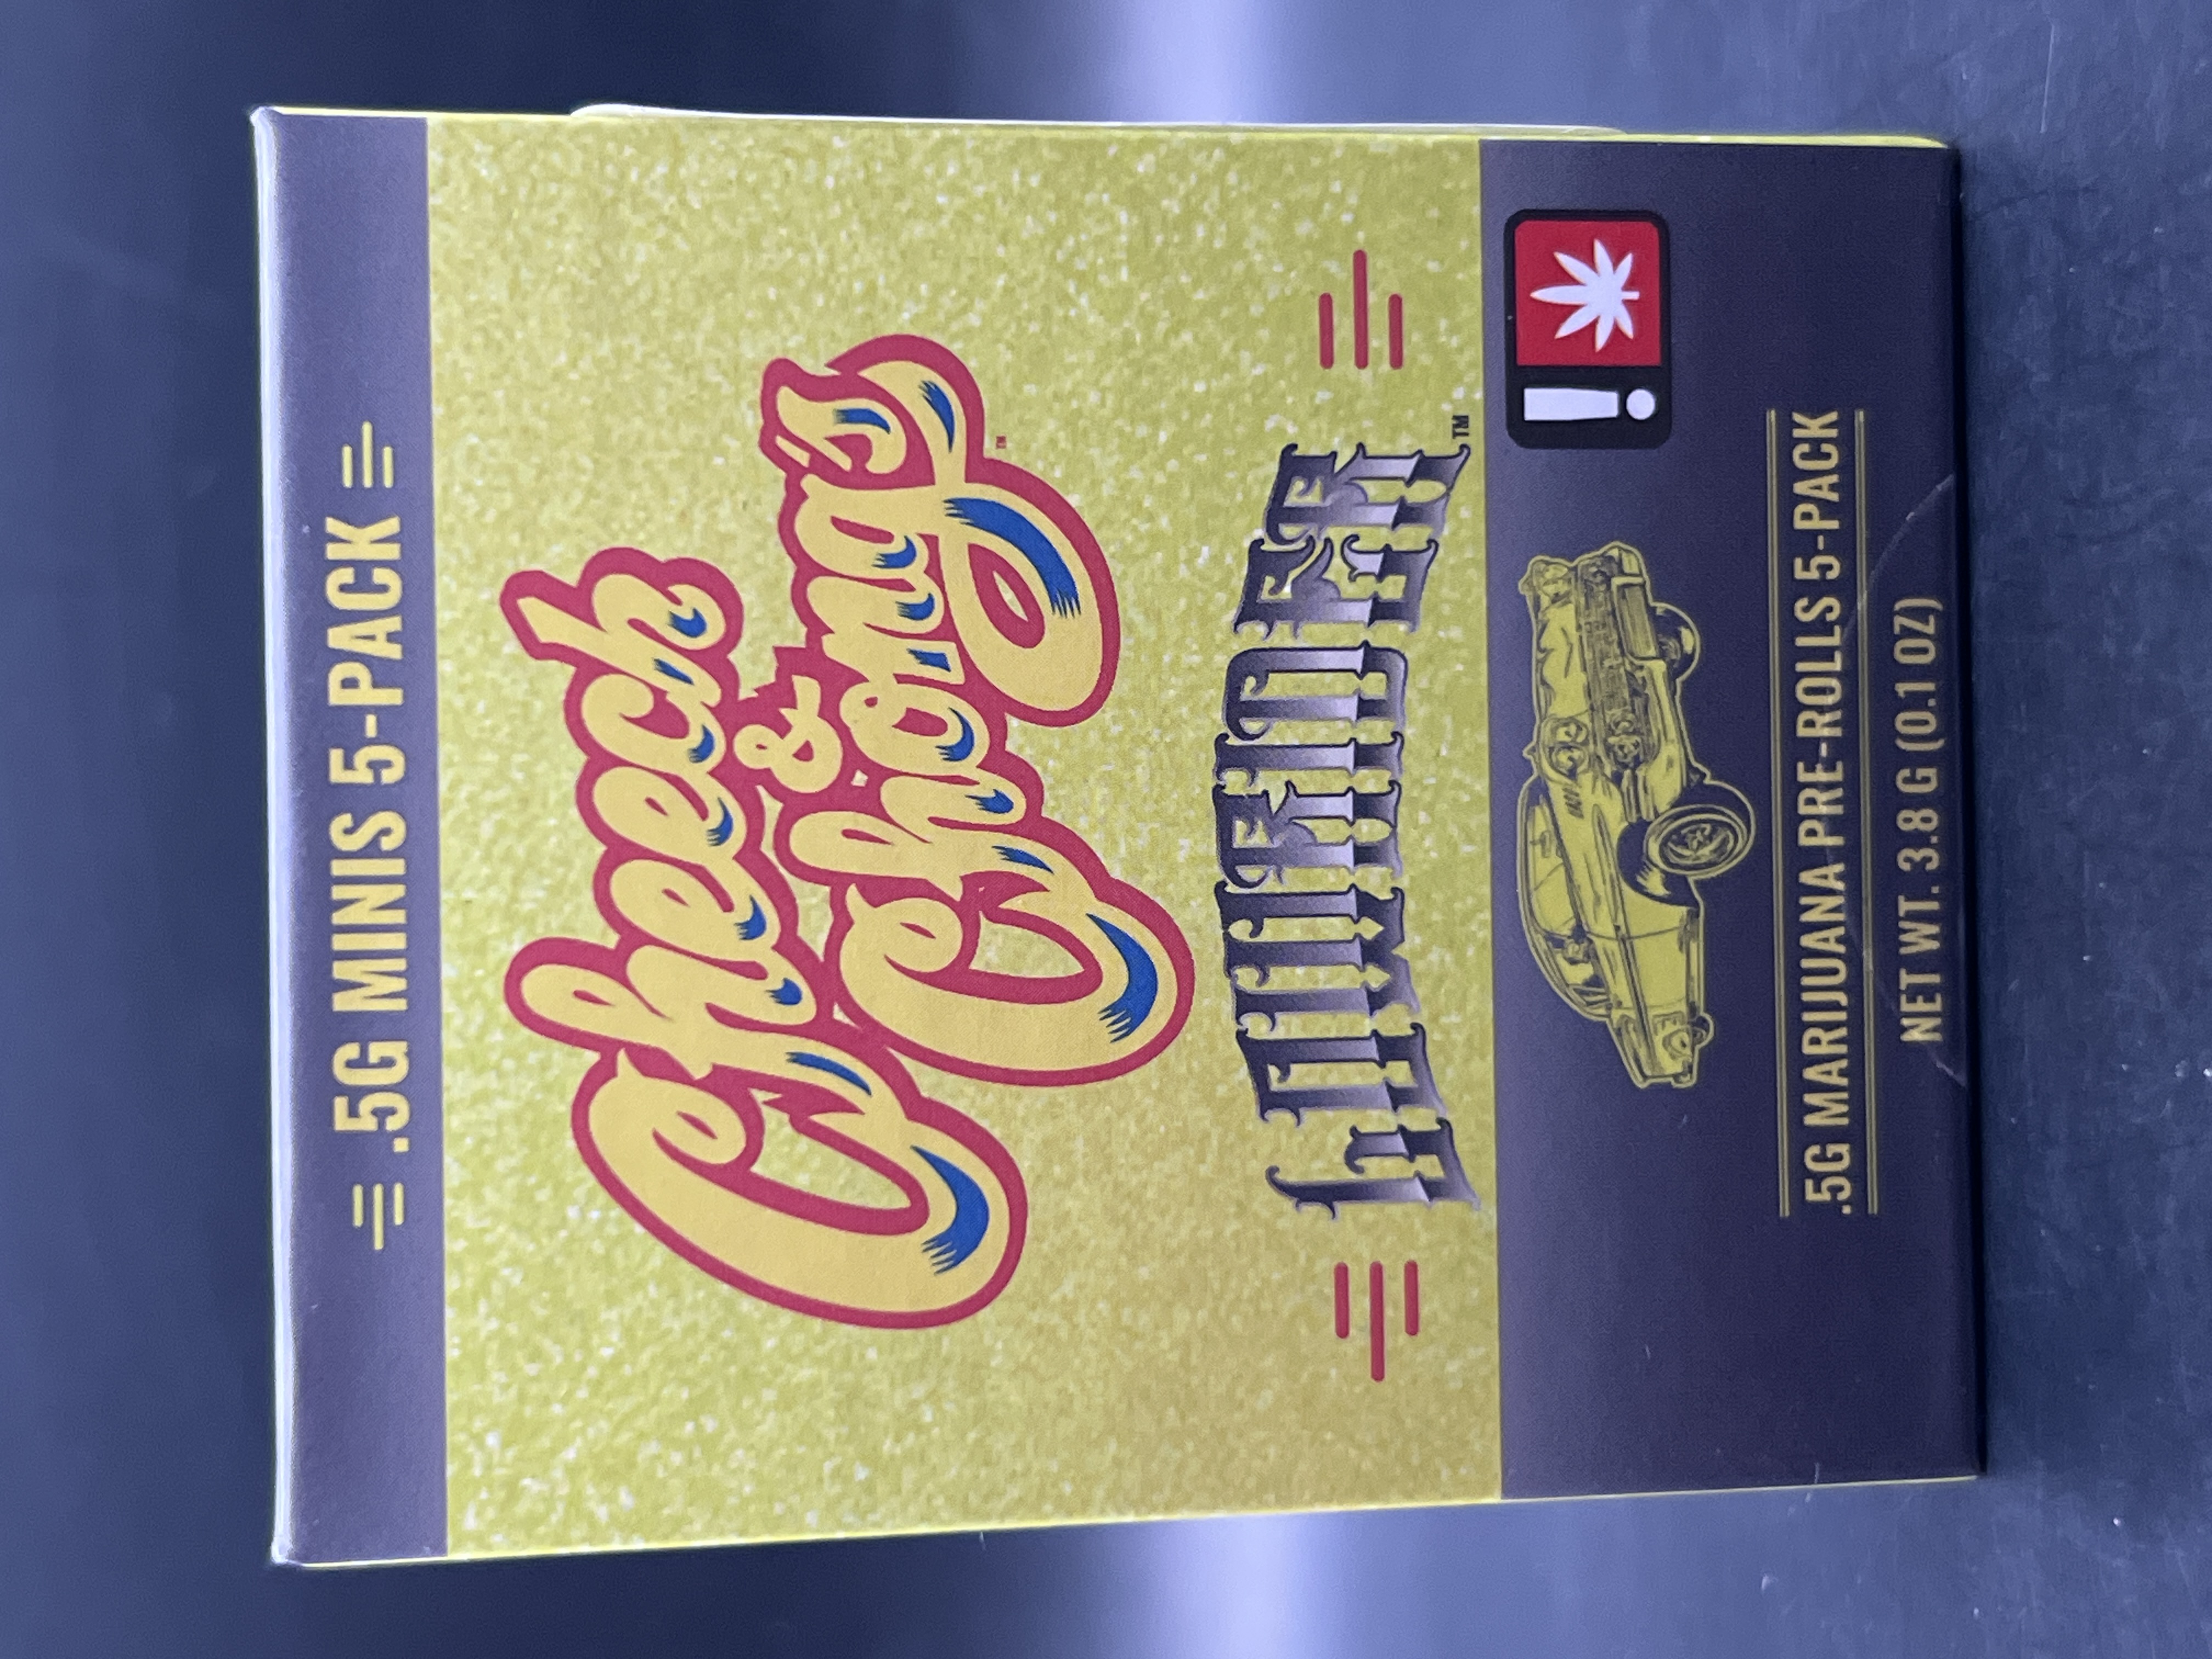 .5G MINIS 5-PACK
Cheech
&
Chong's™
.5G MARIJUANA PRE-ROLLS 5-PACK
NET WT. 3.8 G (0.1 OZ)